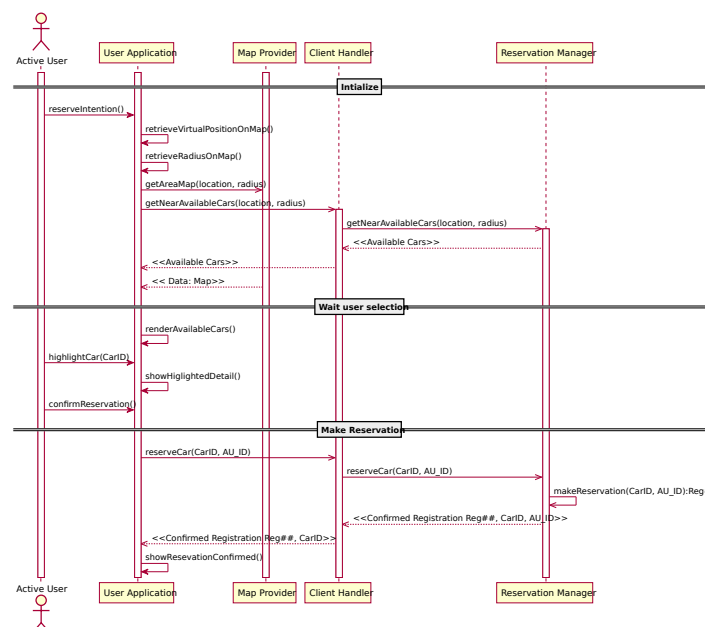 Active User
User Application
Map Provider
Client Handler
Reservation Manager
Intialize
reserveIntention()
retrieveVirtualPositionOnMap()
retrieveRadiusOnMap()
getAreaMap(location, radius)
getNearAvailableCars(location, radius)
getNearAvailableCars(location, radius)
<<Available Cars>>
<<Available Cars>>
<< Data: Map>>
Wait user selection
renderAvailableCars()
highlightCar(CarID)
showHiglightedDetail()
confirmReservation()
Make Reservation
reserveCar(CarID, AU_ID)
reserveCar(CarID, AU_ID)
makeReservation(CarID, AU_ID):Reg
<<Confirmed Registration Reg##, CarID, AU_ID>>
<<Confirmed Registration Reg##, CarID>>
showResevationConfirmed()
Active User
User Application
Map Provider
Client Handler
Reservation Manager